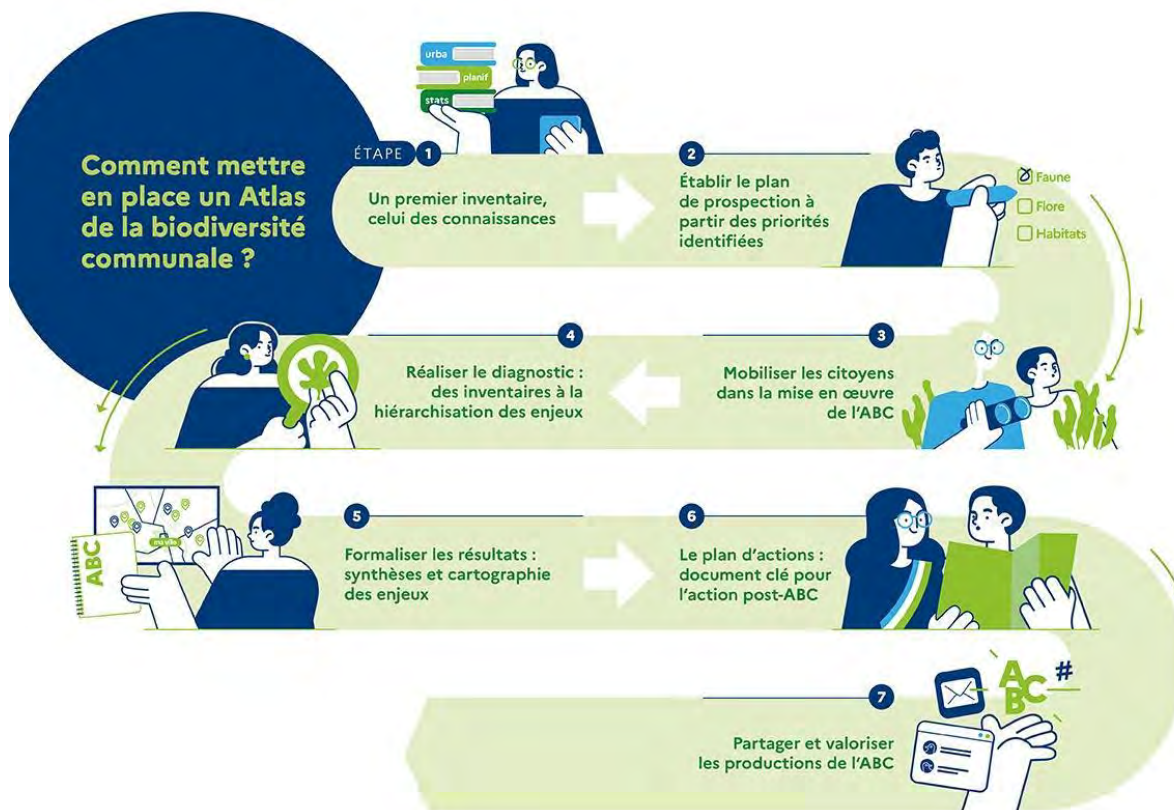 Comment mettre
en place un Atlas
de la biodiversité
communale ?
urba
planif
stats
ÉTAPE 1
Un premier inventaire,
celui des connaissances
2
Établir le plan
de prospection à
partir des priorités
identifiées
Faune
Flore
Habitats
3
Mobiliser les citoyens
dans la mise en œuvre
de l'ABC
4
Réaliser le diagnostic :
des inventaires à la
hiérarchisation des enjeux
ma ville
ABC
5
Formaliser les résultats :
synthèses et cartographie
des enjeux
6
Le plan d'actions :
document clé pour
l'action post-ABC
7
Partager et valoriser
les productions de l'ABC
ABC #